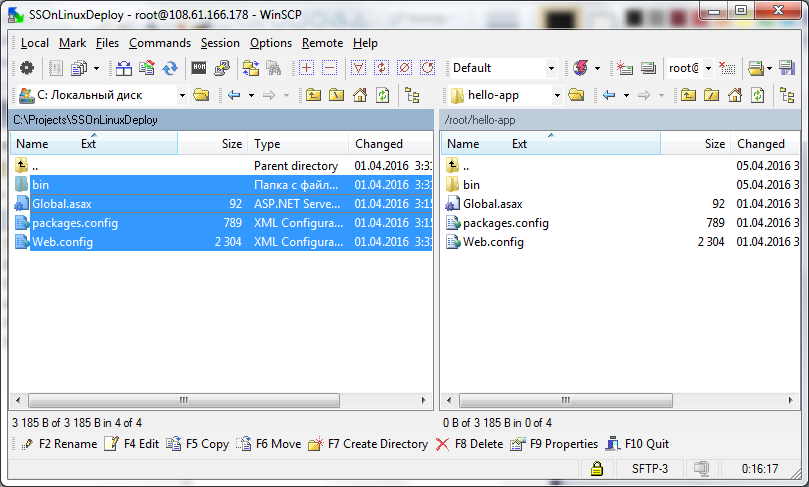 SSOnLinuxDeploy - root@108.61.166.178 - WinSCP
Local Mark Files Commands Session Options Remote Help
Default root@
C: Локальный диск hello-app
C:\Projects\SSOnLinuxDeploy /root/hello-app
Name Ext Size Type Changed Name Ext Size Changed
.. Parent directory 01.04.2016 3:31 .. 05.04.2016
bin Папка с файл... 01.04.2016 3:31 bin 05.04.2016
Global.asax 92 ASP.NET Serve... 01.04.2016 3:15 Global.asax 92 01.04.2016 3:
packages.config 789 XML Configura... 01.04.2016 3:15 packages.config 789 01.04.2016 3:
Web.config 2 304 XML Configura... 01.04.2016 3:31 Web.config 2 304 01.04.2016 3:
3 185 B of 3 185 B in 4 of 4 0 B of 3 185 B in 0 of 4
F2 Rename F4 Edit F5 Copy F6 Move F7 Create Directory F8 Delete F9 Properties F10 Quit
SFTP-3 0:16:17